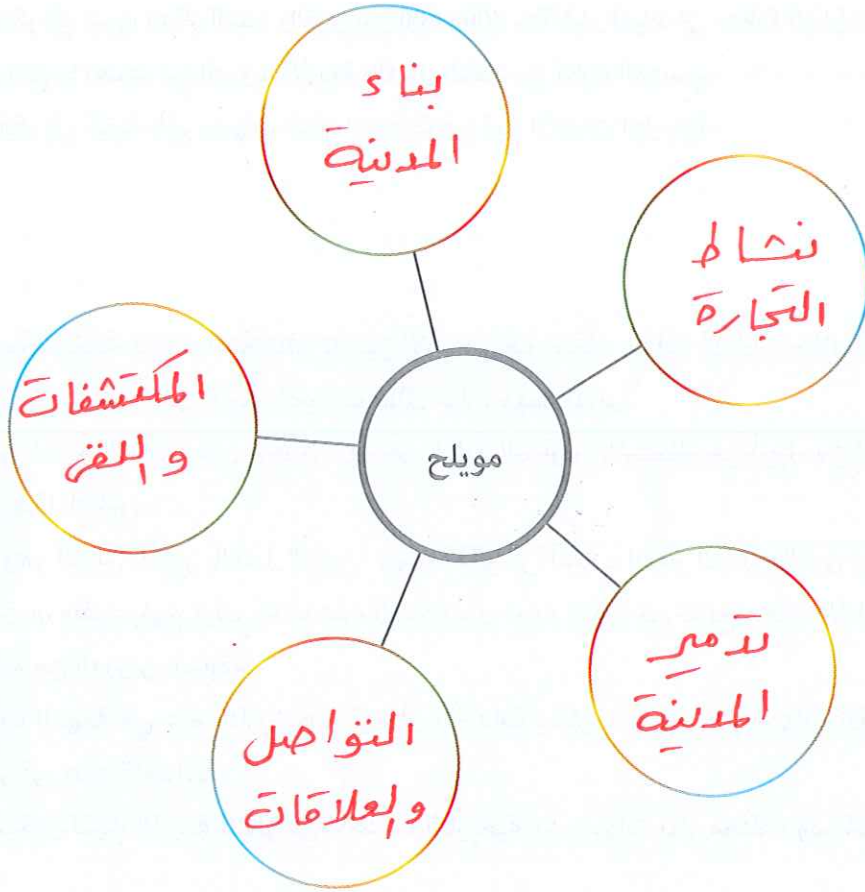 بناء
المدينة
نشاط
التجارة
المكتشفات
واللقى
مويلح
تدمير
المدينة
التواصل
والعلاقات